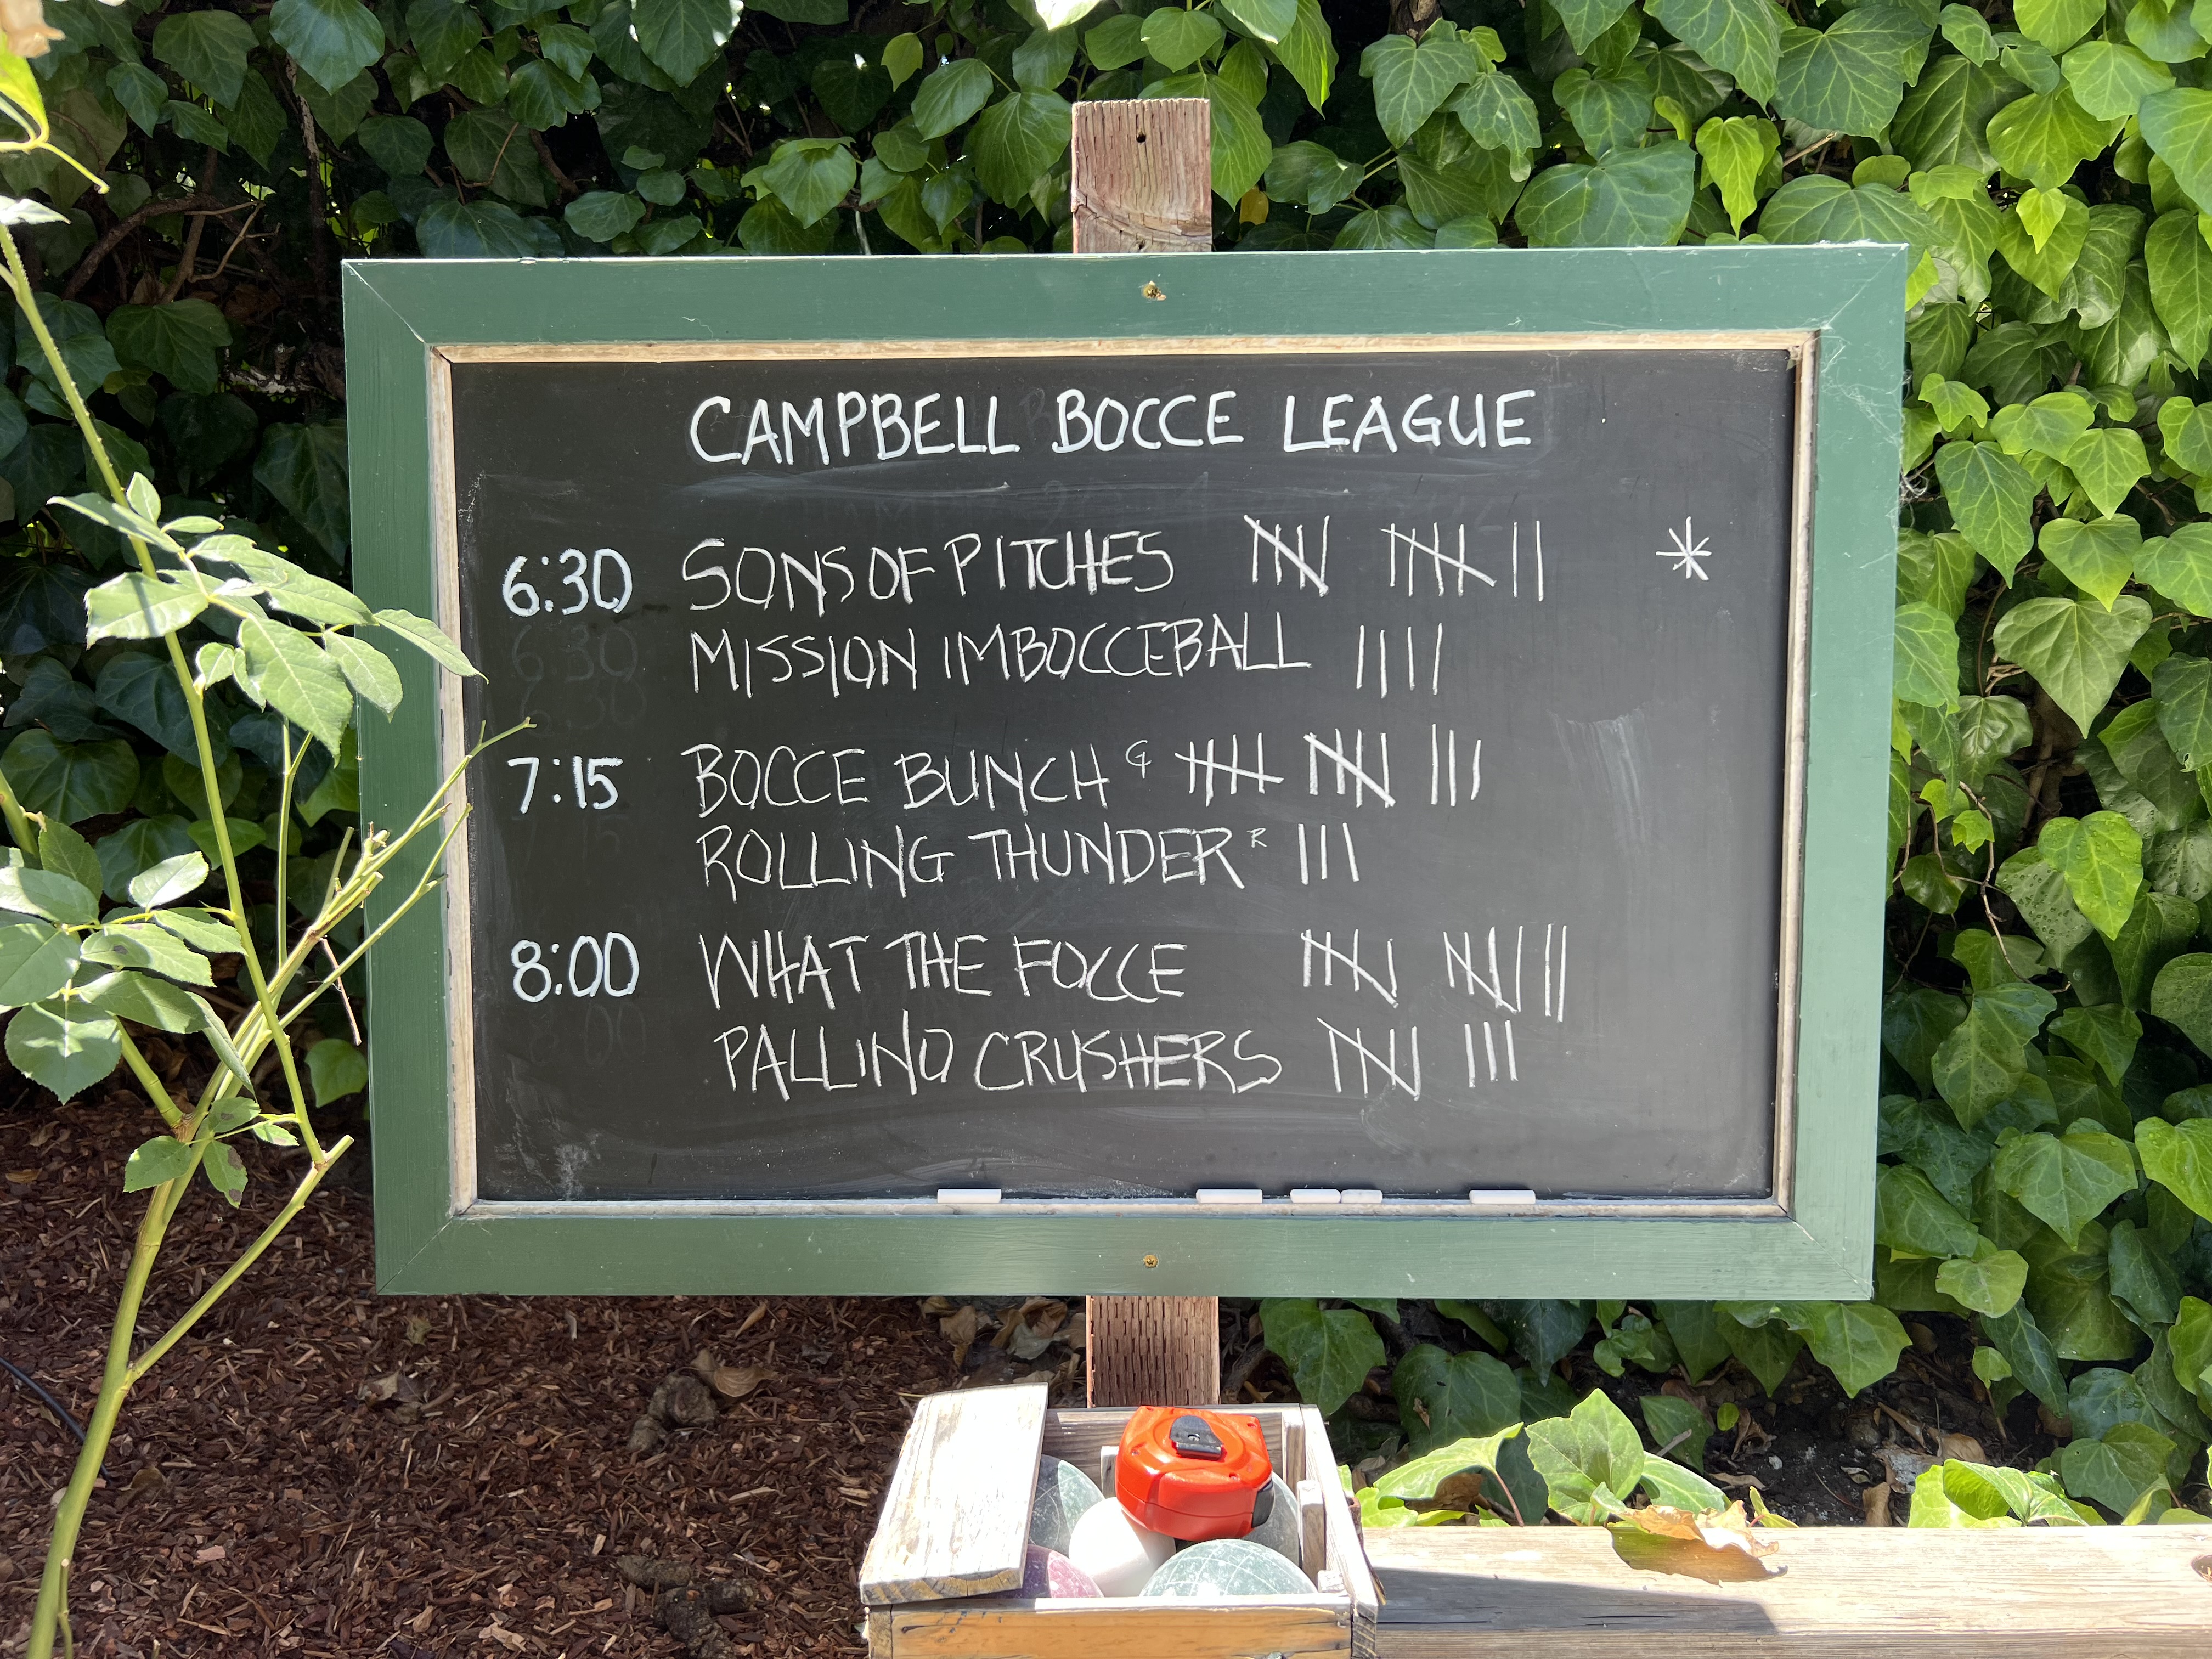 CAMPBELL BOCCE LEAGUE
6:30 SONS OF PITCHES 𝍸 𝍸 || *
MISSION IMBOCCEBALL ||||
7:15 BOCCE BUNCH G 𝍸 𝍸 |||
ROLLING THUNDER R |||
8:00 WHAT THE FOCCE 𝍸 𝍸 ||
PALLINO CRUSHERS 𝍸 |||